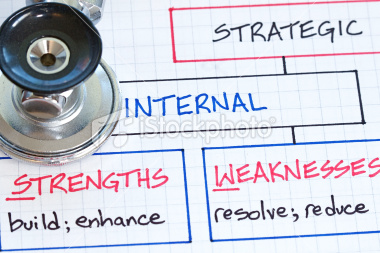 STRATEGIC
INTERNAL
iStockphoto
STRENGTHS
build; enhance
WEAKNESSES
resolve; reduce